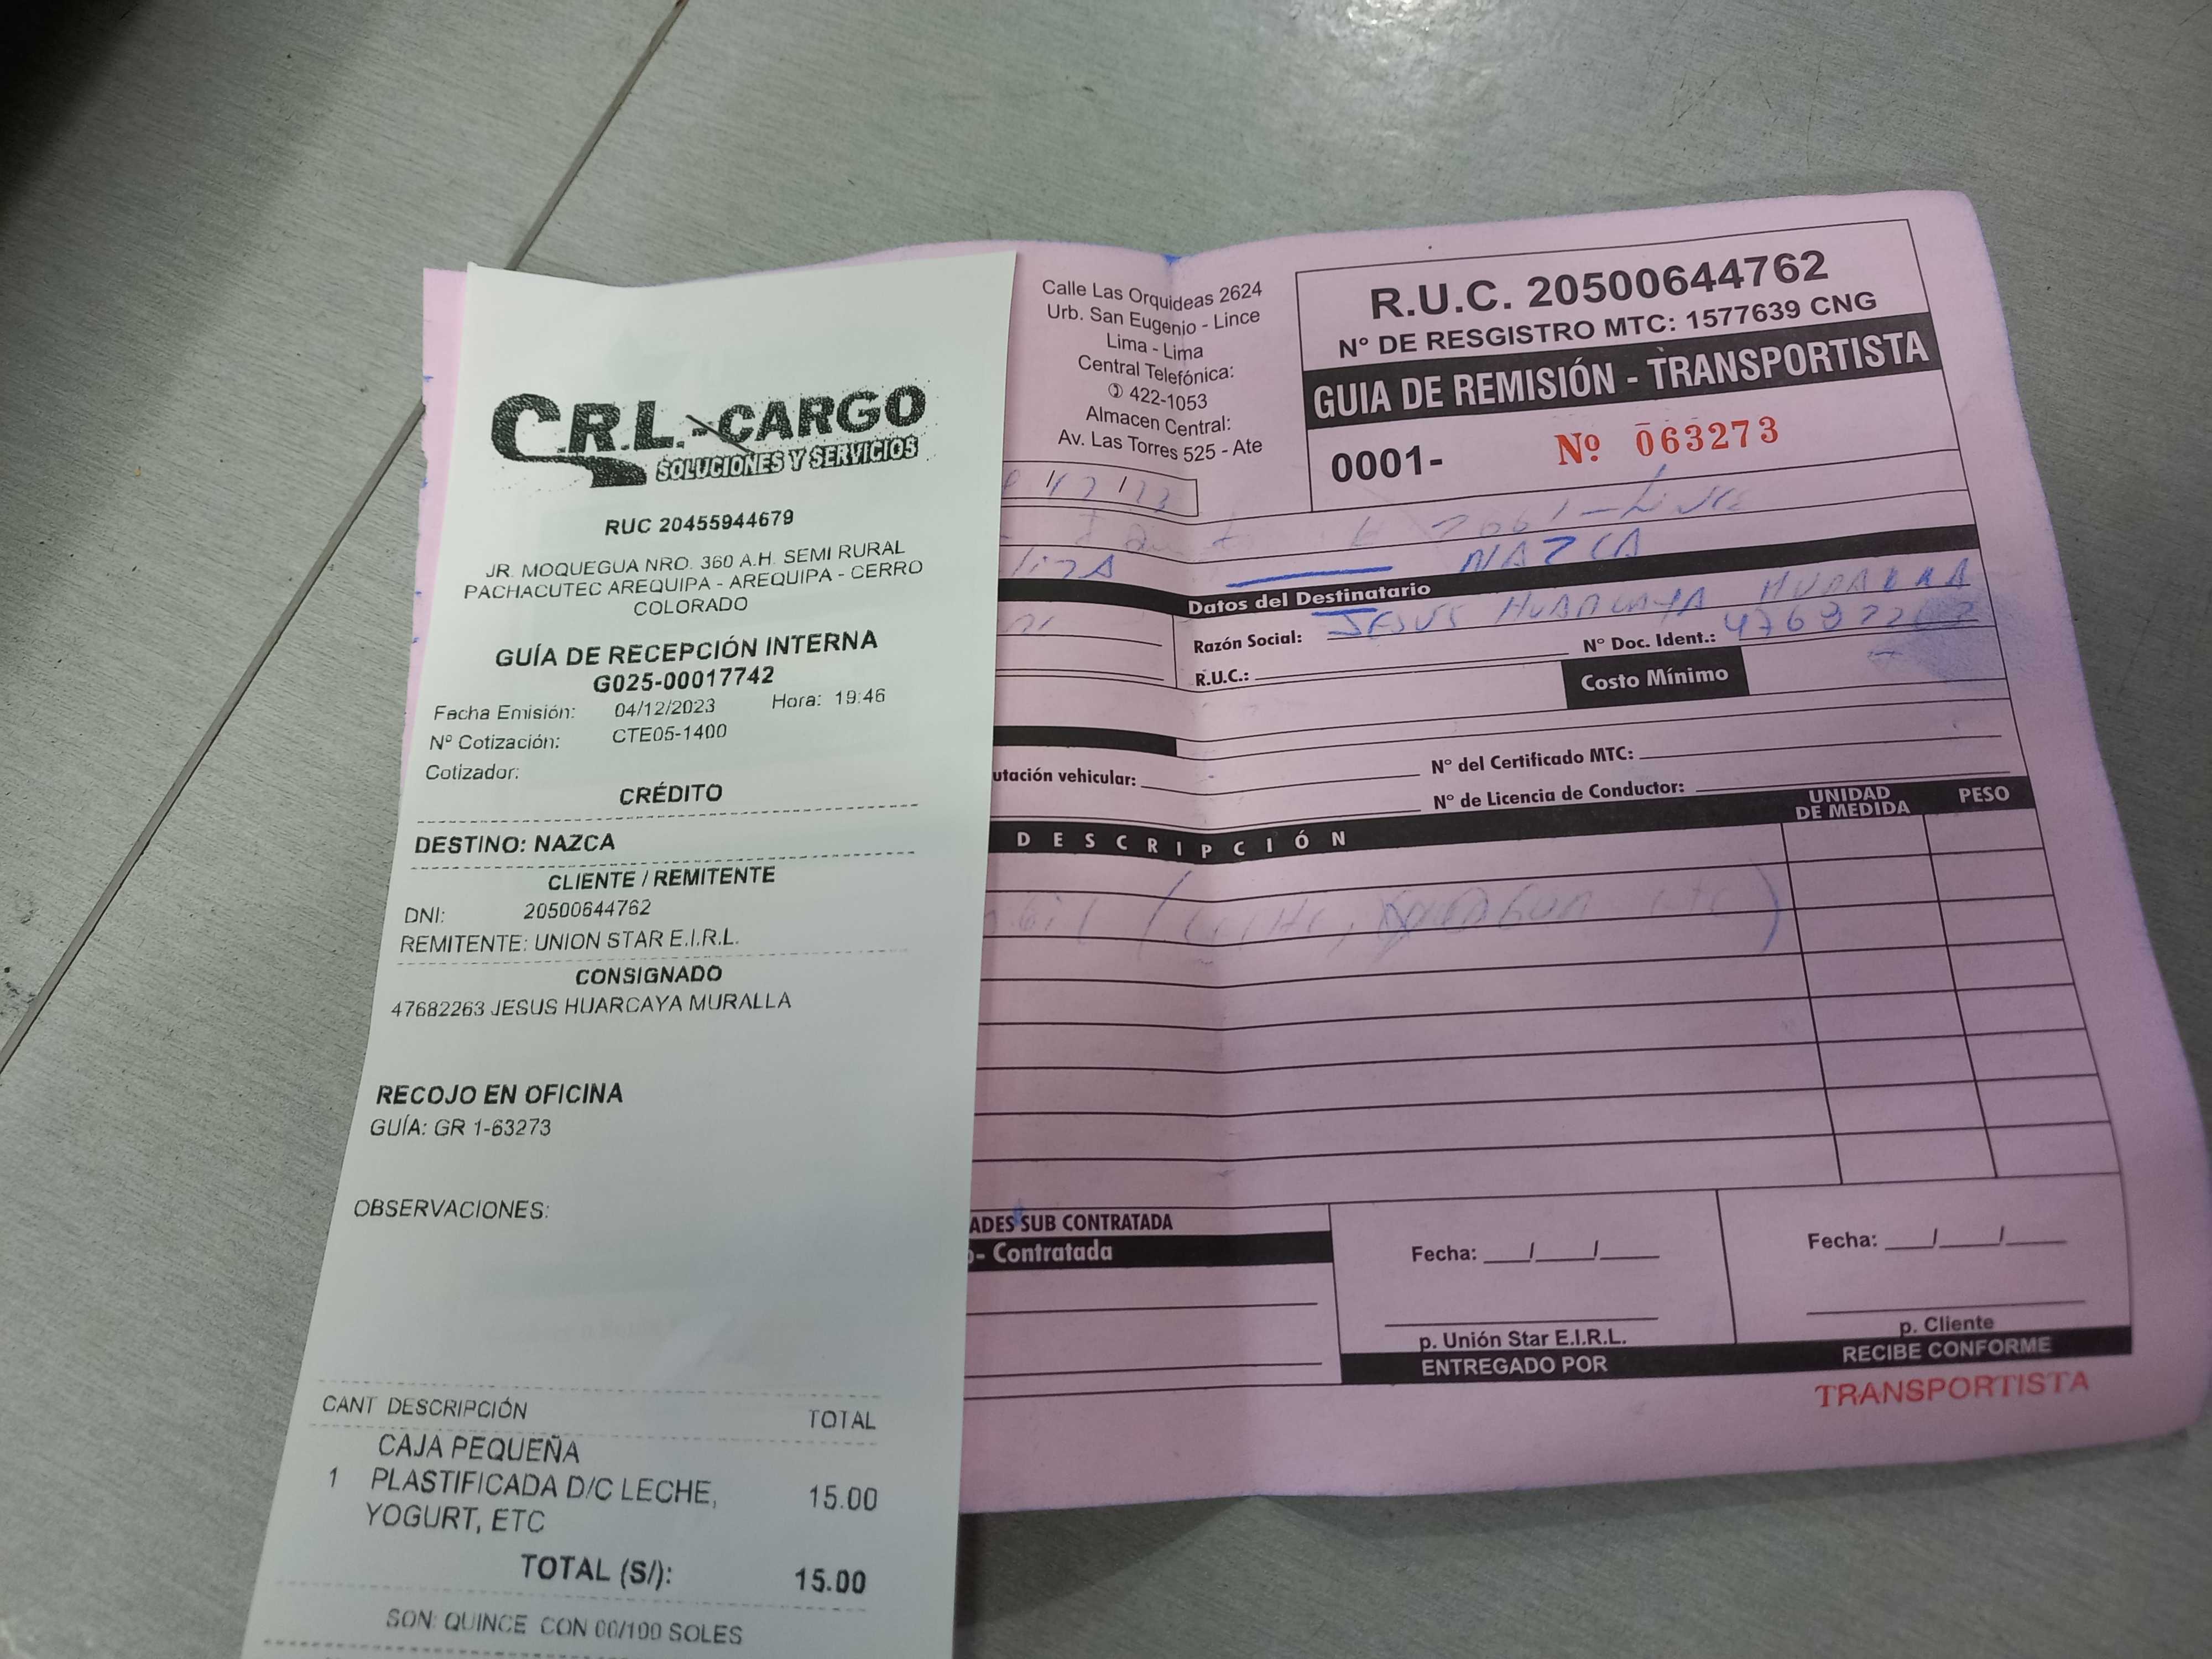 C.R.L.-CARGO
SOLUCIONES Y SERVICIOS
RUC 20455944679
JR. MOQUEGUA NRO. 360 A.H. SEMI RURAL
PACHACUTEC AREQUIPA - AREQUIPA - CERRO
COLORADO
GUÍA DE RECEPCIÓN INTERNA
G025-00017742
Fecha Emisión: 04/12/2023 Hora: 19:46
Nº Cotización: CTE05-1400
Cotizador:
CRÉDITO
DESTINO: NAZCA
CLIENTE / REMITENTE
DNI: 20500644762
REMITENTE: UNION STAR E.I.R.L.
CONSIGNADO
47682263 JESUS HUARCAYA MURALLA
RECOJO EN OFICINA
GUÍA: GR 1-63273
OBSERVACIONES:
CANT DESCRIPCIÓN TOTAL
CAJA PEQUEÑA
1 PLASTIFICADA D/C LECHE, 15.00
YOGURT, ETC
TOTAL (S/): 15.00
SON: QUINCE CON 00/100 SOLES
Calle Las Orquideas 2624
Urb. San Eugenio - Lince
Lima - Lima
Central Telefónica:
✆ 422-1053
Almacen Central:
Av. Las Torres 525 - Ate
R.U.C. 20500644762
N° DE RESGISTRO MTC: 1577639 CNG
GUIA DE REMISIÓN - TRANSPORTISTA
0001- Nº 063273
NAZCA
Datos del Destinatario
Razón Social: JESUS HUARCAYA
N° Doc. Ident.:
R.U.C.:
Costo Mínimo
utación vehicular:
N° del Certificado MTC:
N° de Licencia de Conductor:
DESCRIPCIÓN UNIDAD DE MEDIDA PESO
ADES SUB CONTRATADA
- Contratada
Fecha: / /
p. Unión Star E.I.R.L.
ENTREGADO POR
Fecha: / /
p. Cliente
RECIBE CONFORME
TRANSPORTISTA